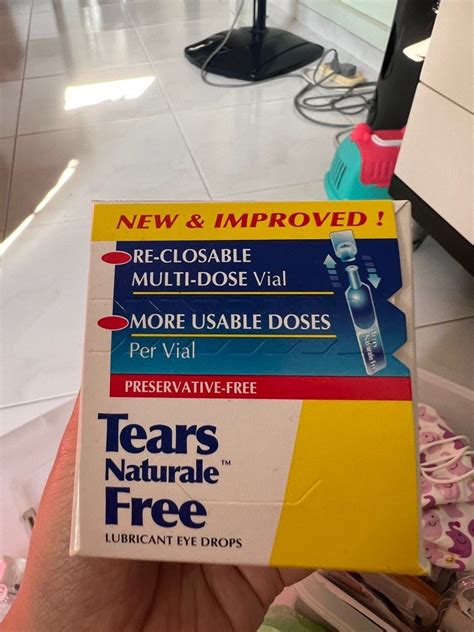 NEW & IMPROVED !
RE-CLOSABLE
MULTI-DOSE Vial
MORE USABLE DOSES
Per Vial
PRESERVATIVE-FREE
Tears
Naturale™
Free
LUBRICANT EYE DROPS